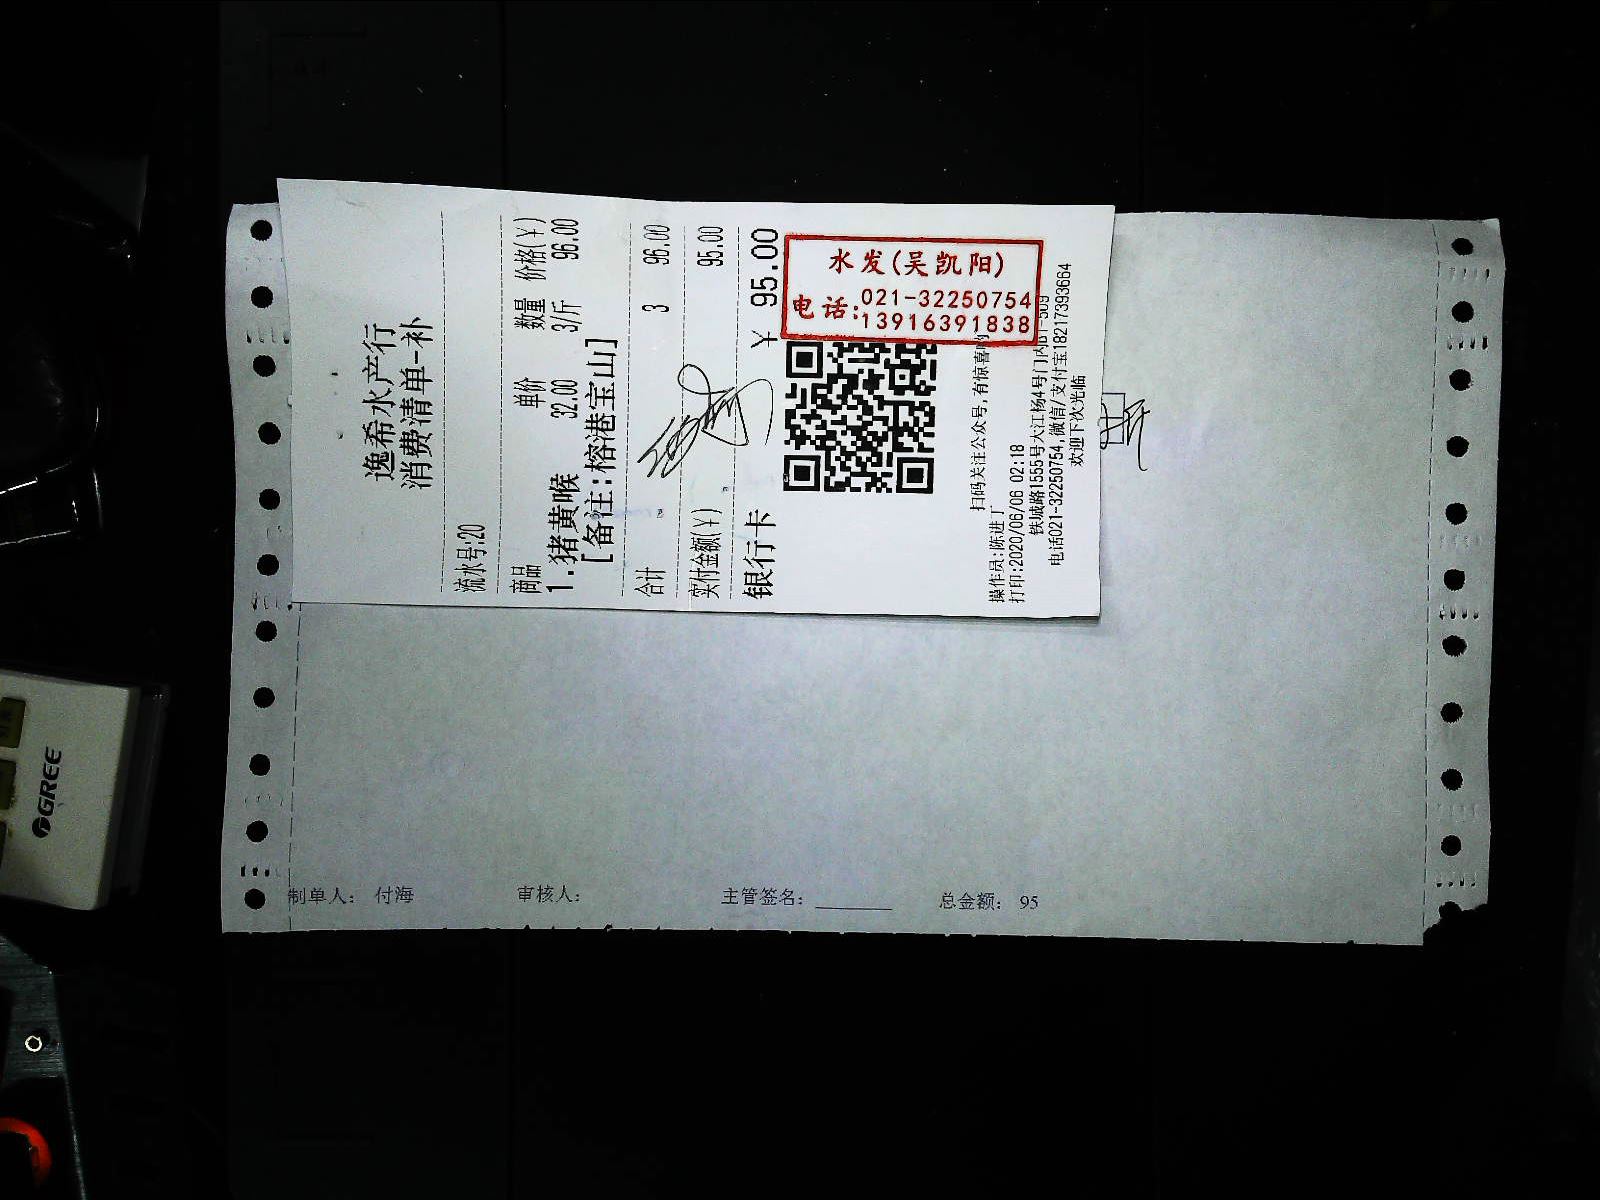 逸希水产行
消费清单-补
流水号:20
商品 单价 数量 价格(¥)
1.猪黄喉 32.00 3/斤 96.00
[备注:榕港宝山]
合计 3 96.00
实付金额(¥) 95.00
银行卡 ¥ 95.00
水发(吴凯阳)
电话:021-32250754
13916391838
扫码关注公众号,有惊喜哟
操作员:陈进丁
打印:2020/06/06 02:18
铁城路1555号大江杨4号门内
电话021-32250754,微信/支付宝18217393664
欢迎下次光临
制单人: 付海 审核人: 主管签名: 总金额: 95
GREE